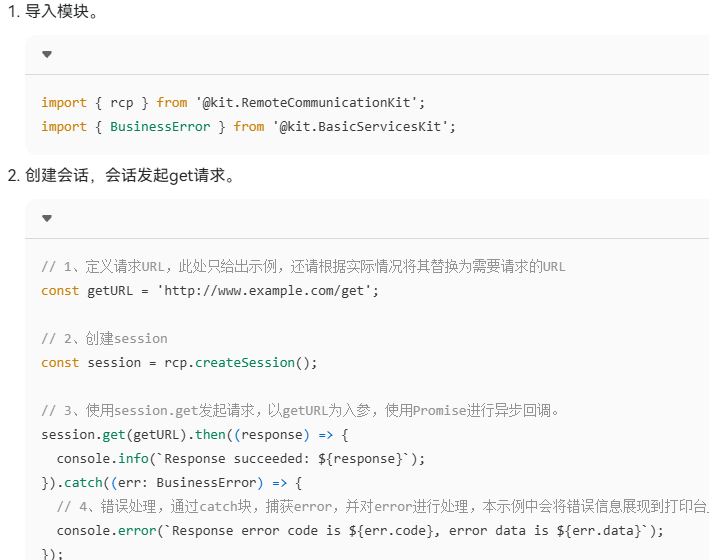 1. 导入模块。
import { rcp } from '@kit.RemoteCommunicationKit';
import { BusinessError } from '@kit.BasicServicesKit';
2. 创建会话，会话发起get请求。
// 1、定义请求URL，此处只给出示例，还请根据实际情况将其替换为需要请求的URL
const getURL = 'http://www.example.com/get';
// 2、创建session
const session = rcp.createSession();
// 3、使用session.get发起请求，以getURL为入参，使用Promise进行异步回调。
session.get(getURL).then((response) => {
  console.info(`Response succeeded: ${response}`);
}).catch((err: BusinessError) => {
  // 4、错误处理，通过catch块，捕获error，并对error进行处理，本示例中会将错误信息展现到打印台
  console.error(`Response error code is ${err.code}, error data is ${err.data}`);
});